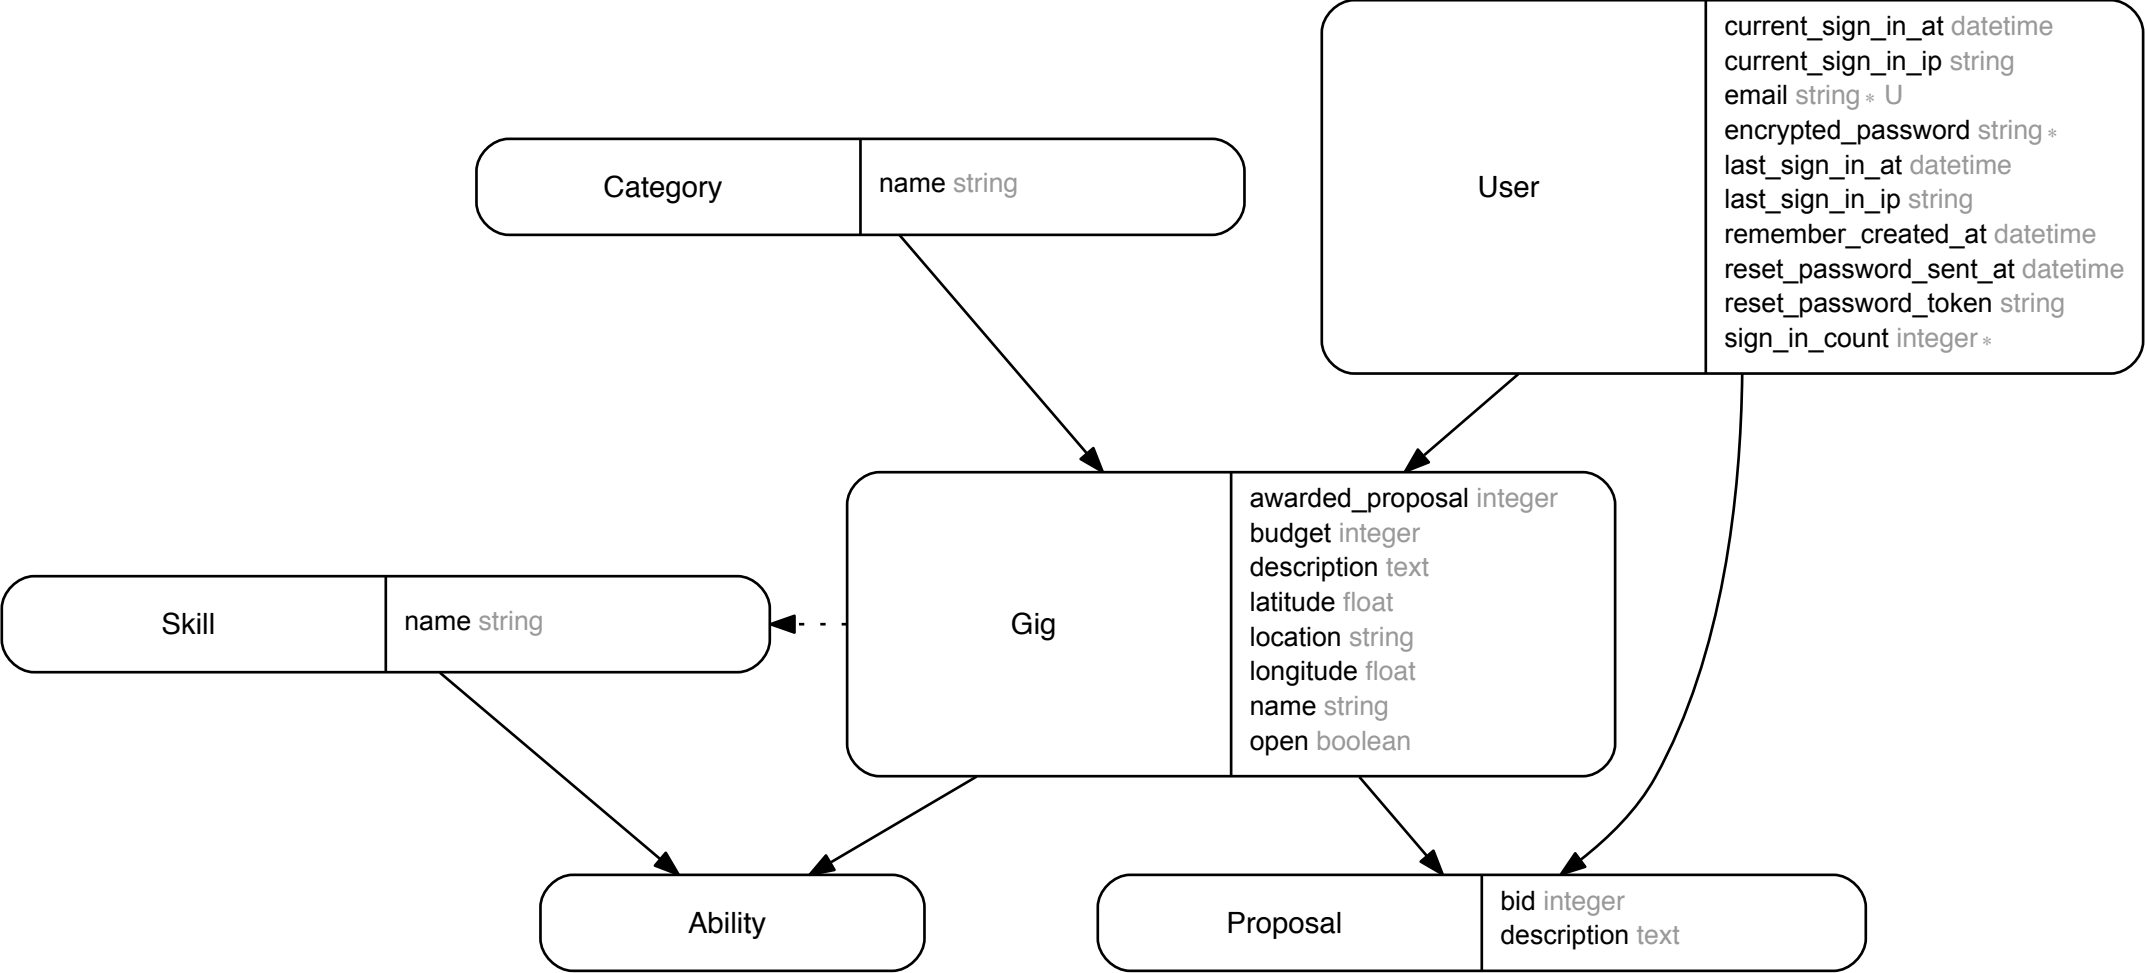 User
current_sign_in_at datetime
current_sign_in_ip string
email string * U
encrypted_password string *
last_sign_in_at datetime
last_sign_in_ip string
remember_created_at datetime
reset_password_sent_at datetime
reset_password_token string
sign_in_count integer *
Category
name string
Gig
awarded_proposal integer
budget integer
description text
latitude float
location string
longitude float
name string
open boolean
Skill
name string
Ability
Proposal
bid integer
description text